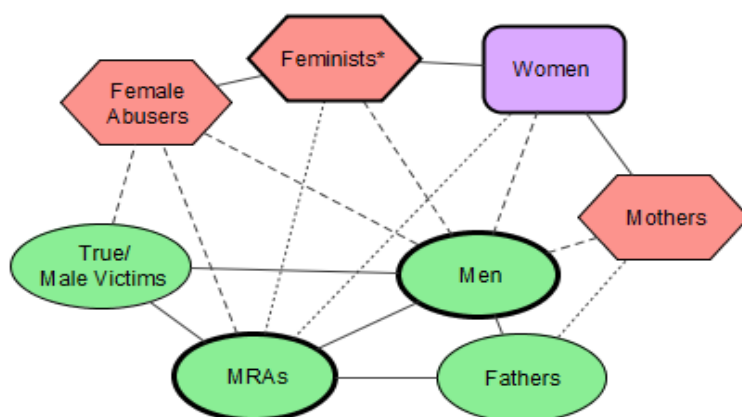 Feminists*
Women
Female
Abusers
Mothers
True/
Male Victims
Men
MRAs
Fathers